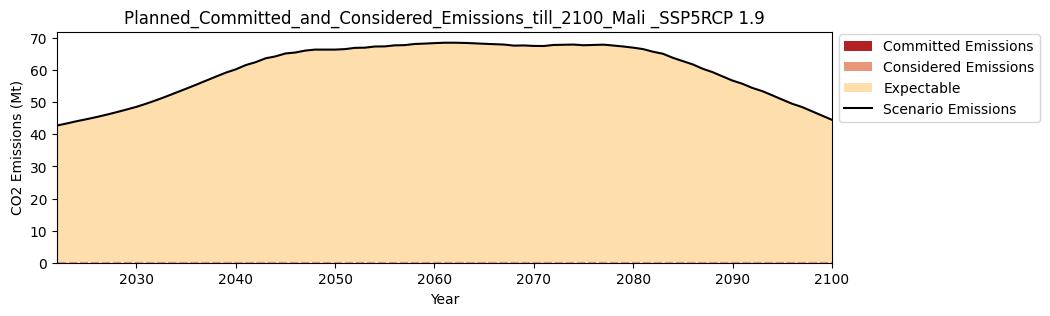 Planned_Committed_and_Considered_Emissions_till_2100_Mali _SSP5RCP 1.9
CO2 Emissions (Mt)
70
60
50
40
30
20
10
0
2030 2040 2050 2060 2070 2080 2090 2100
Year
Committed Emissions
Considered Emissions
Expectable
Scenario Emissions